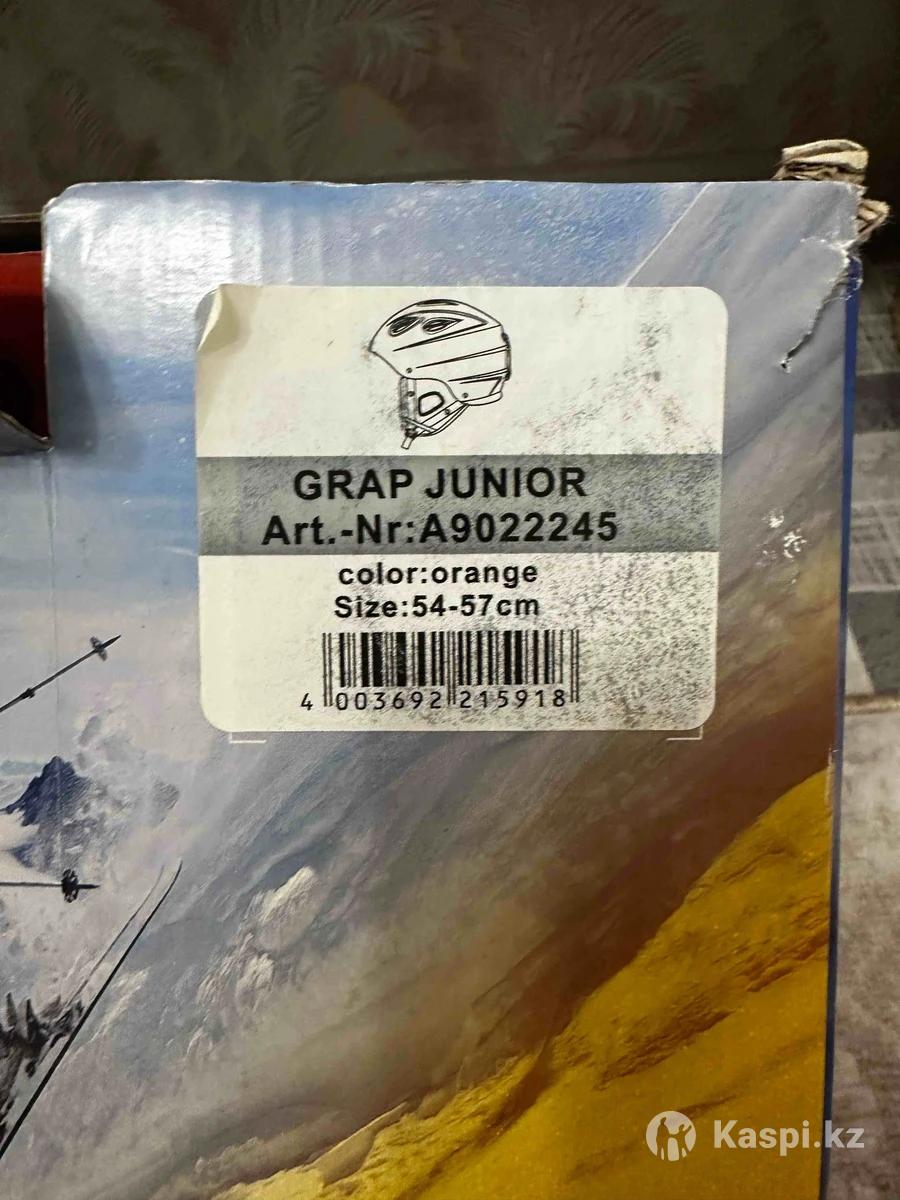 GRAP JUNIOR
Art.-Nr:A9022245
color:orange
Size:54-57cm
4 003692 215918
Kaspi.kz